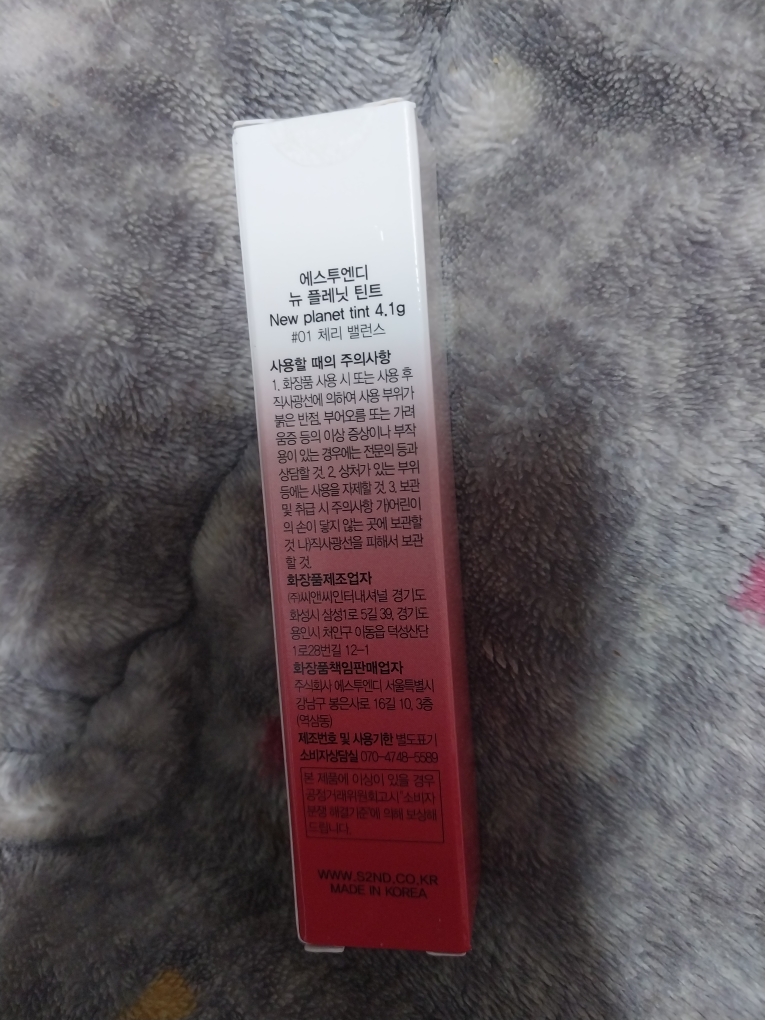 에스투엔디
뉴 플레닛 틴트
New planet tint 4.1g
#01 체리 밸런스
사용할 때의 주의사항
1. 화장품 사용 시 또는 사용 후
직사광선에 의하여 사용 부위가
붉은 반점, 부어오름 또는 가려
움증 등의 이상 증상이나 부작
용이 있는 경우에는 전문의 등과
상담할 것. 2. 상처가 있는 부위
등에는 사용을 자제할 것 3. 보관
및 취급 시 주의사항 가)어린이
의 손이 닿지 않는 곳에 보관할
것 나)직사광선을 피해서 보관
할 것.
화장품제조업자
㈜씨앤씨인터내셔널 경기도
화성시 삼성1로 5길 39, 경기도
용인시 처인구 이동읍 덕성산단
1로28번길 12-1
화장품책임판매업자
주식회사 에스투엔디 서울특별시
강남구 봉은사로 16길 10, 3층
(역삼동)
제조번호 및 사용기한 별도표기
소비자상담실 070-4748-5589
본 제품에 이상이 있을 경우
공정거래위원회고시 '소비자
분쟁 해결기준'에 의해 보상해
드립니다.
WWW.S2ND.CO.KR
MADE IN KOREA